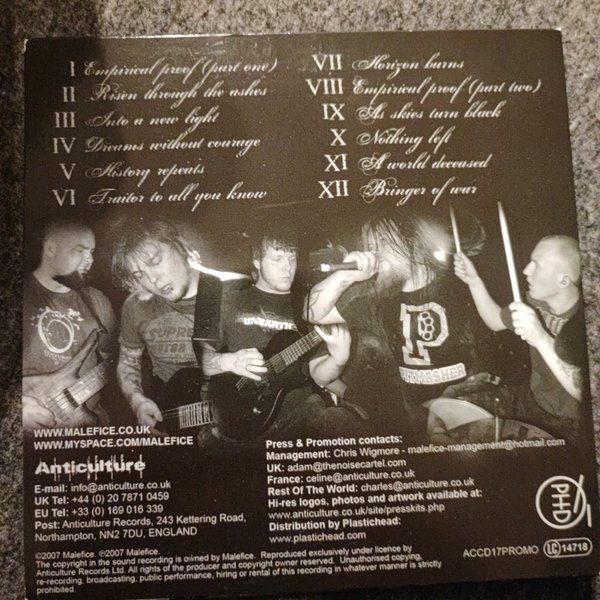 I Empirical proof (part one)
II Risen through the ashes
III Into a new light
IV Dreams without courage
V History repeats
VI Traitor to all you know
VII Horizon burns
VIII Empirical proof (part two)
IX As skies turn black
X Nothing left
XI A world deceased
XII Bringer of war
UNEARTH
P
WWW.MALEFICE.CO.UK
WWW.MYSPACE.COM/MALEFICE
Anticulture
E-mail: info@anticulture.co.uk
UK Tel: +44 (0) 20 7871 0459
EU Tel: +33 (0) 169 016 339
Post: Anticulture Records, 243 Kettering Road,
Northampton, NN2 7DU, ENGLAND
Press & Promotion contacts:
Management: Chris Wigmore - malefice-management@hotmail.com
UK: adam@thenoisecartel.com
France: celine@anticulture.co.uk
Rest Of The World: charles@anticulture.co.uk
Hi-res logos, photos and artwork available at:
www.anticulture.co.uk/site/presskits.php
Distribution by Plastichead:
www.plastichead.com
PHD
©2007 Malefice. ℗2007 Malefice.
The copyright in the sound recording is owned by Malefice. Reproduced exclusively under licence by
Anticulture Records Ltd. All rights of the producer and copyright owner reserved. Unauthorised copying,
re-recording, broadcasting, public performance, hiring or rental of this recording in whatever manner is strictly
prohibited.
ACCD17PROMO LC 14718